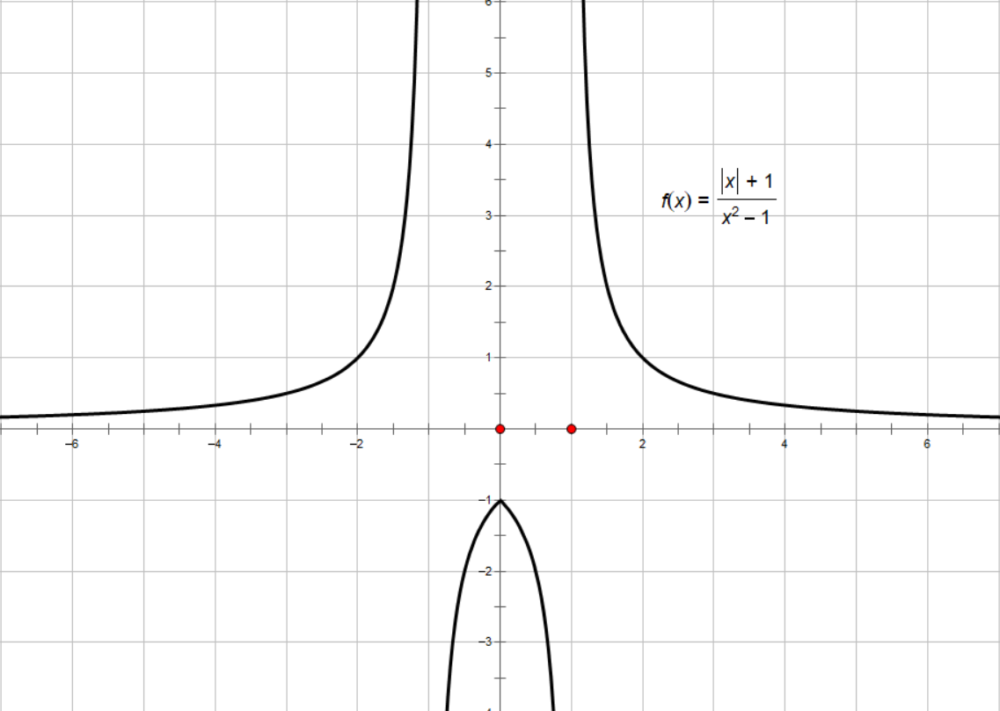 6
5
4
|x| + 1
f(x) = ———
x² – 1
3
2
1
–6 –4 –2 2 4 6
–1
–2
–3